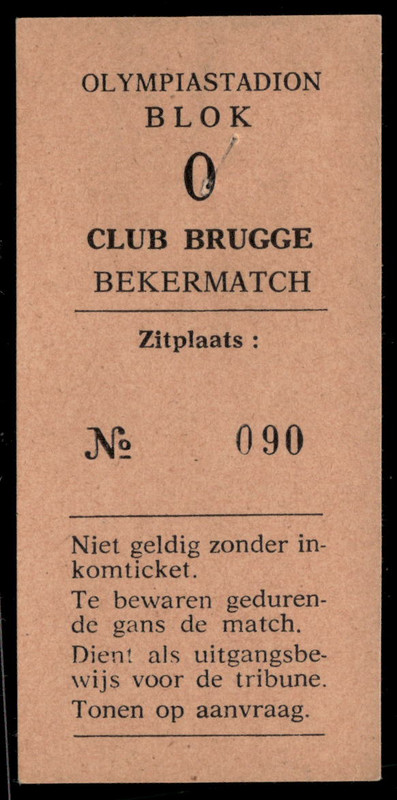 OLYMPIASTADION
BLOK
O
CLUB BRUGGE
BEKERMATCH
Zitplaats :
№ 090
Niet geldig zonder in-
komticket.
Te bewaren geduren-
de gans de match.
Dient als uitgangsbe-
wijs voor de tribune.
Tonen op aanvraag.